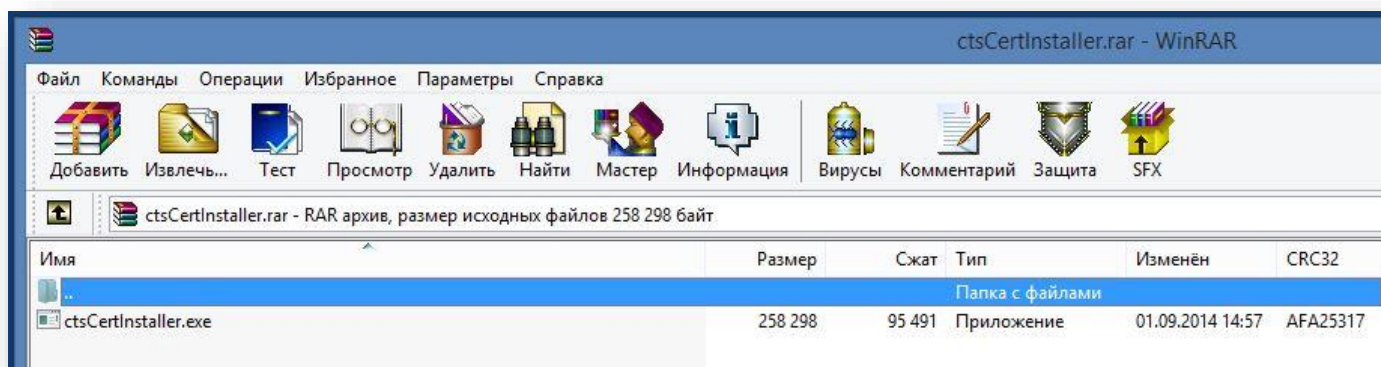 ctsCertInstaller.rar - WinRAR
Файл Команды Операции Избранное Параметры Справка
Добавить Извлечь... Тест Просмотр Удалить Найти Мастер Информация Вирусы Комментарий Защита SFX
ctsCertInstaller.rar - RAR архив, размер исходных файлов 258 298 байт
Имя Размер Сжат Тип Изменён CRC32
.. Папка с файлами
ctsCertInstaller.exe 258 298 95 491 Приложение 01.09.2014 14:57 AFA25317